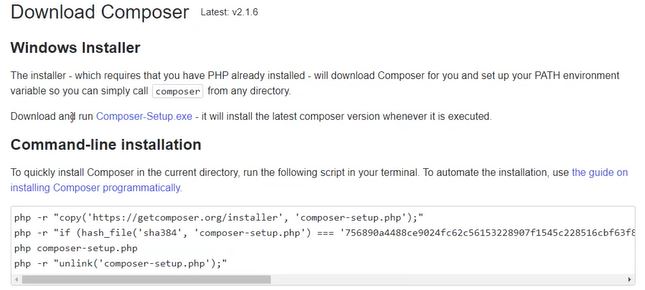 Download Composer Latest: v2.1.6
Windows Installer
The installer - which requires that you have PHP already installed - will download Composer for you and set up your PATH environment
variable so you can simply call composer from any directory.
Download and run Composer-Setup.exe - it will install the latest composer version whenever it is executed.
Command-line installation
To quickly install Composer in the current directory, run the following script in your terminal. To automate the installation, use the guide on
installing Composer programmatically.
php -r "copy('https://getcomposer.org/installer', 'composer-setup.php');"
php -r "if (hash_file('sha384', 'composer-setup.php') === '756890a4488ce9024fc62c56153228907f1545c228516cbf63f8
php composer-setup.php
php -r "unlink('composer-setup.php');"